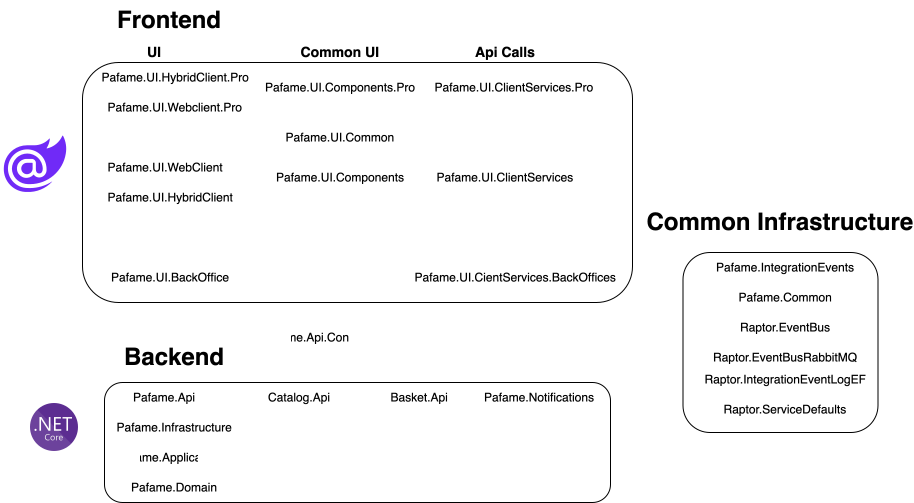 Frontend
UI
Common UI
Api Calls
Pafame.UI.HybridClient.Pro
Pafame.UI.Components.Pro
Pafame.UI.ClientServices.Pro
Pafame.UI.Webclient.Pro
Pafame.UI.Common
@
Pafame.UI.WebClient
Pafame.UI.Components
Pafame.UI.ClientServices
Pafame.UI.HybridClient
Pafame.UI.BackOffice
Pafame.UI.CientServices.BackOffices
Common Infrastructure
Pafame.IntegrationEvents
Pafame.Common
Raptor.EventBus
Raptor.EventBusRabbitMQ
Raptor.IntegrationEventLogEF
Raptor.ServiceDefaults
me.Api.Con
Backend
Pafame.Api
Catalog.Api
Basket.Api
Pafame.Notifications
.NET
Core
Pafame.Infrastructure
ame.Applica
Pafame.Domain